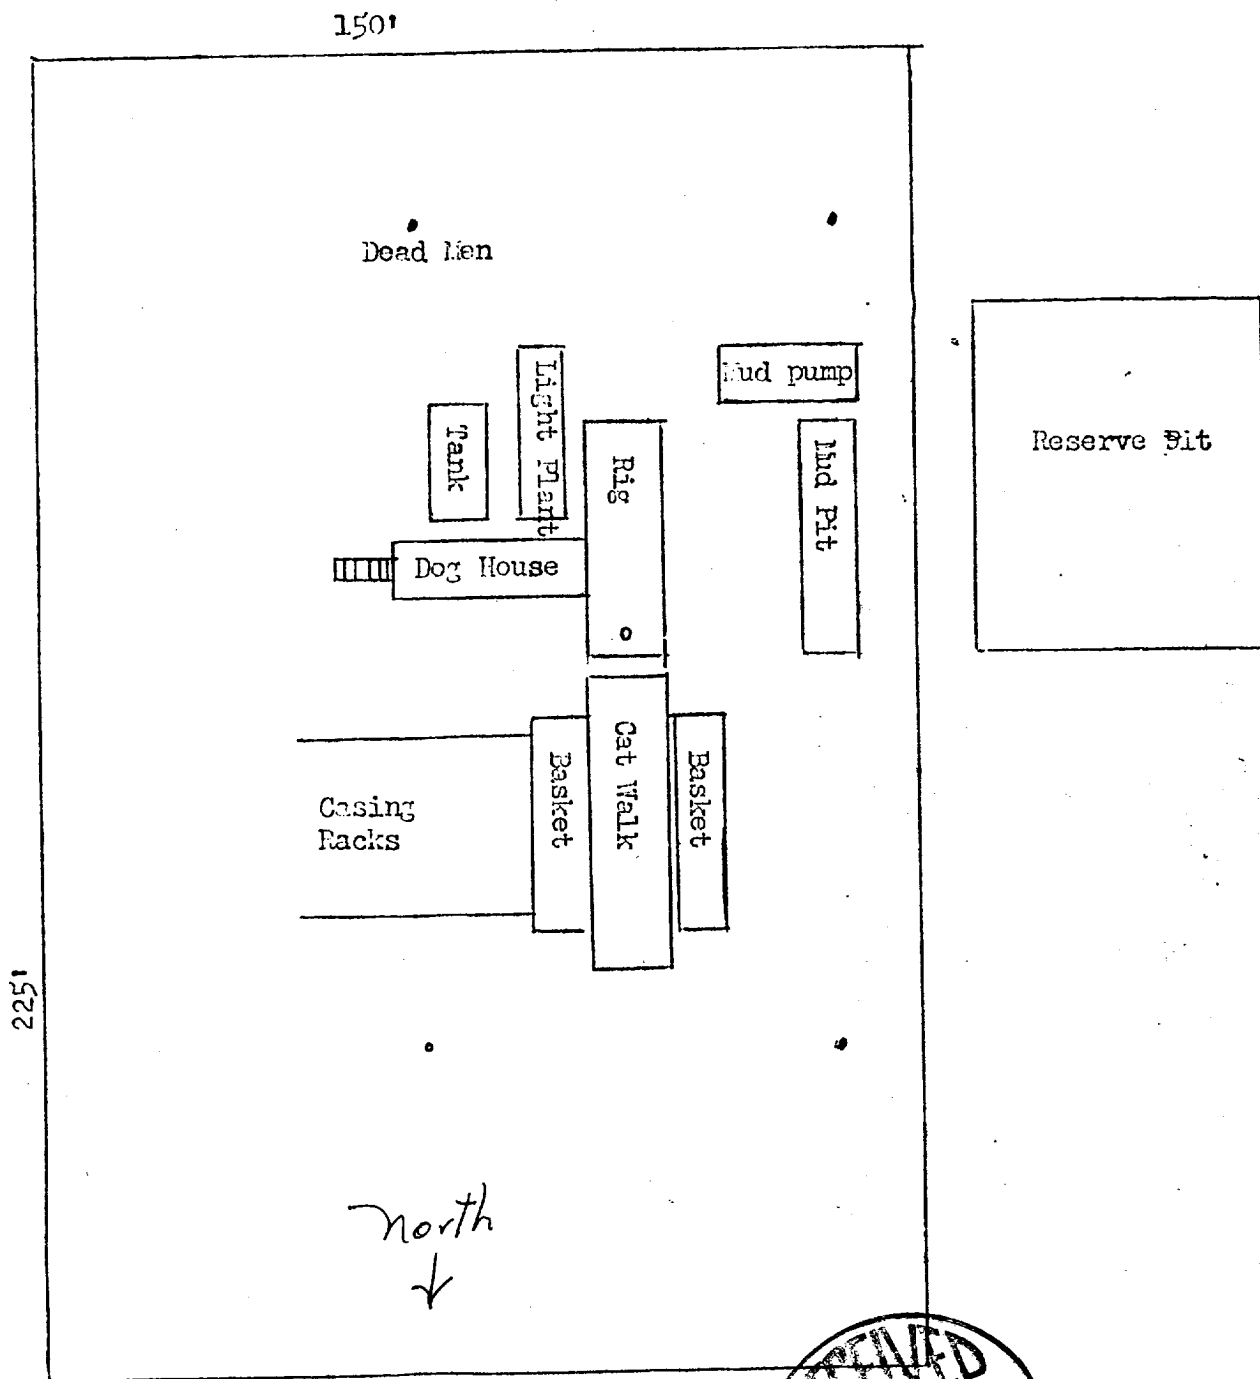 150'
Dead Men
Light Plant
Mud pump
Tank
Rig
Mud Pit
Reserve Pit
Dog House
Casing
Racks
Basket
Cat Walk
Basket
225'
North
RECEIVED